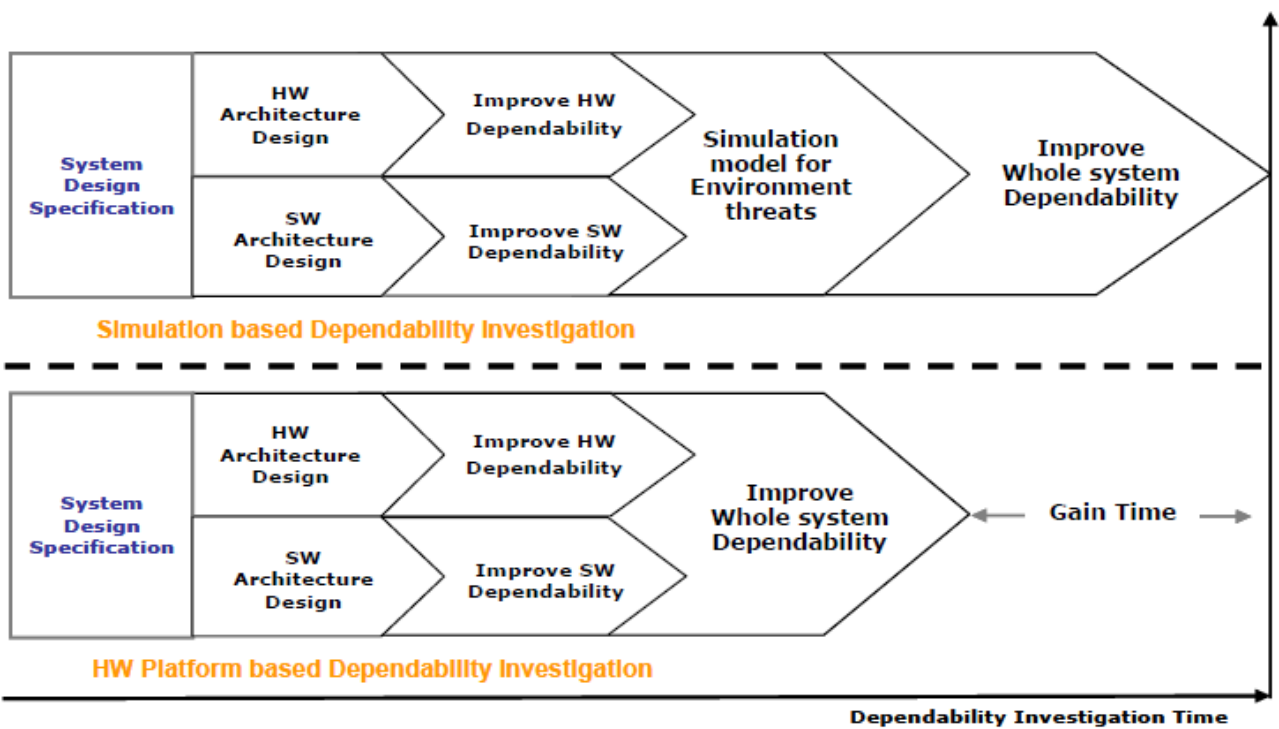 System
Design
Specification
HW
Architecture
Design
SW
Architecture
Design
Improve HW
Dependability
Improove SW
Dependability
Simulation
model for
Environment
threats
Improve
Whole system
Dependability
Simulation based Dependability Investigation
System
Design
Specification
HW
Architecture
Design
SW
Architecture
Design
Improve HW
Dependability
Improve SW
Dependability
Improve
Whole system
Dependability
Gain Time
HW Platform based Dependability Investigation
Dependability Investigation Time